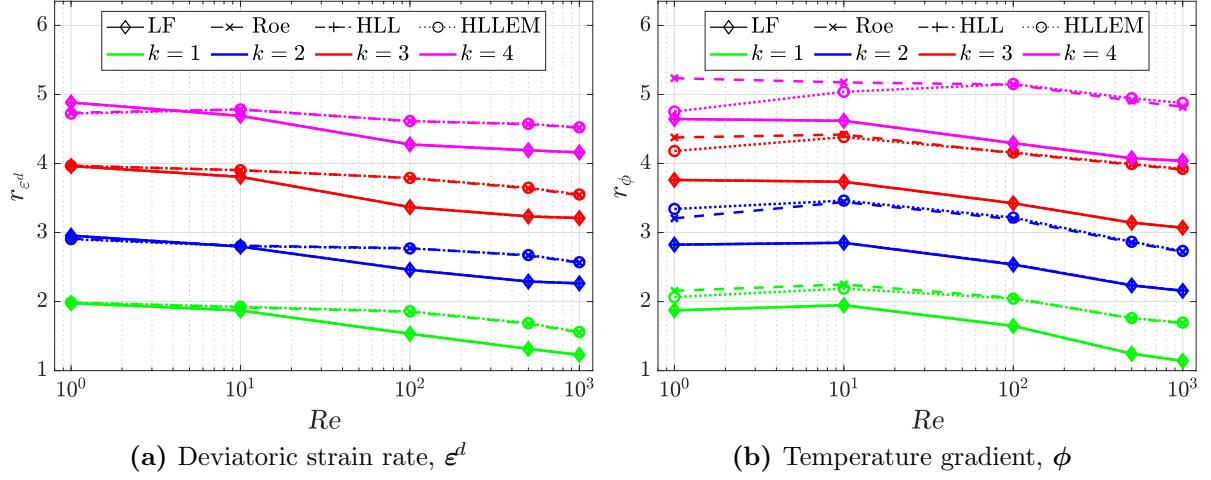 LF Roe HLL HLLEM
k = 1 k = 2 k = 3 k = 4
6
5
4
3
2
1
r_{ε^d}
10^0 10^1 10^2 10^3
Re
(a) Deviatoric strain rate, ε^d
LF Roe HLL HLLEM
k = 1 k = 2 k = 3 k = 4
6
5
4
3
2
1
r_ϕ
10^0 10^1 10^2 10^3
Re
(b) Temperature gradient, ϕ